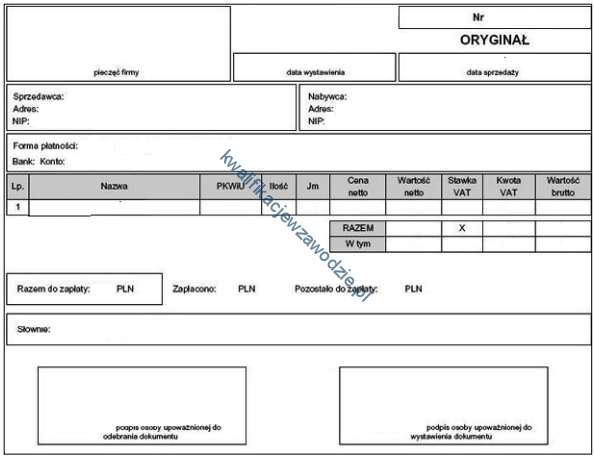 Nr
ORYGINAŁ
pieczęć firmy
data wystawienia
data sprzedaży
Sprzedawca:
Adres:
NIP:
Nabywca:
Adres:
NIP:
Forma płatności:
Bank: Konto:
Lp. Nazwa PKWiU Ilość Jm Cena netto Wartość netto Stawka VAT Kwota VAT Wartość brutto
1
RAZEM X
W tym
Razem do zapłaty: PLN Zapłacono: PLN Pozostało do zapłaty: PLN
Słownie:
podpis osoby upoważnionej do
odebrania dokumentu
podpis osoby upoważnionej do
wystawienia dokumentu
kwalifikacjewzawodzie.pl